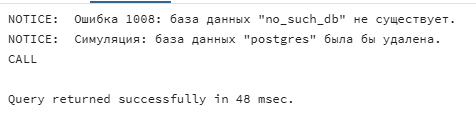 NOTICE:  Ошибка 1008: база данных "no_such_db" не существует.
NOTICE:  Симуляция: база данных "postgres" была бы удалена.
CALL
Query returned successfully in 48 msec.